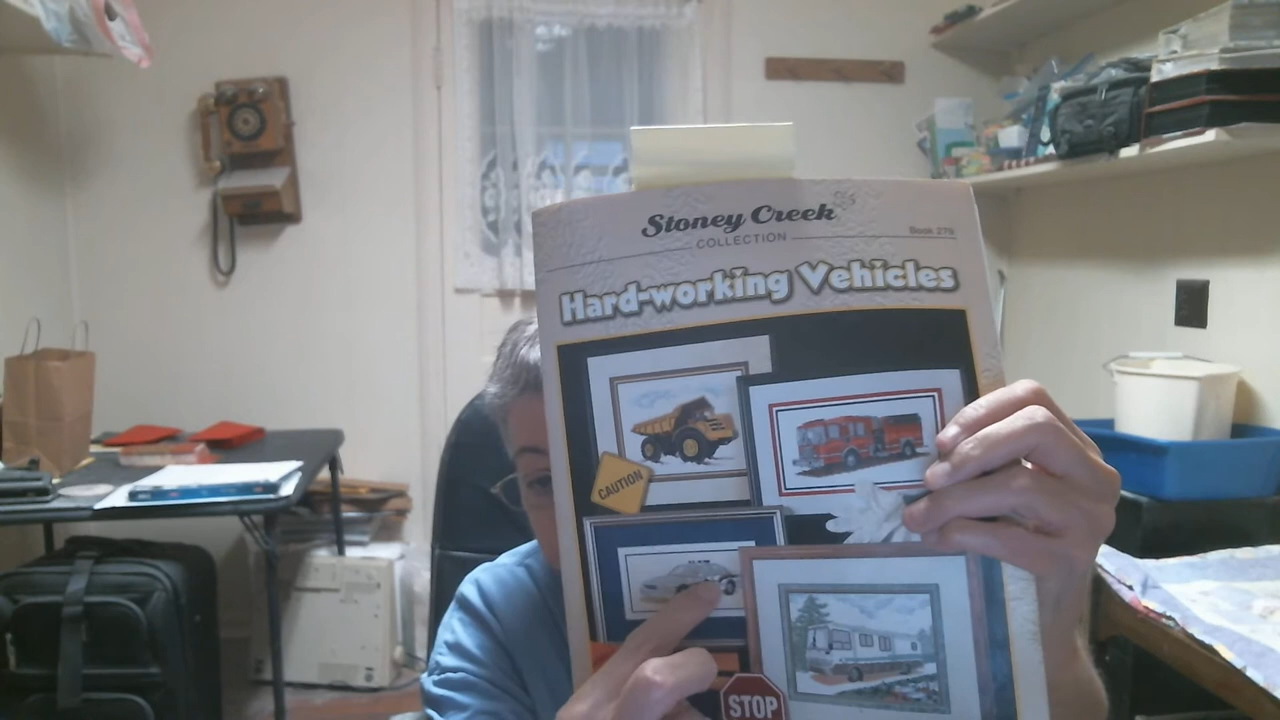 Stoney Creek
COLLECTION
Book 279
Hard-working Vehicles
CAUTION
STOP